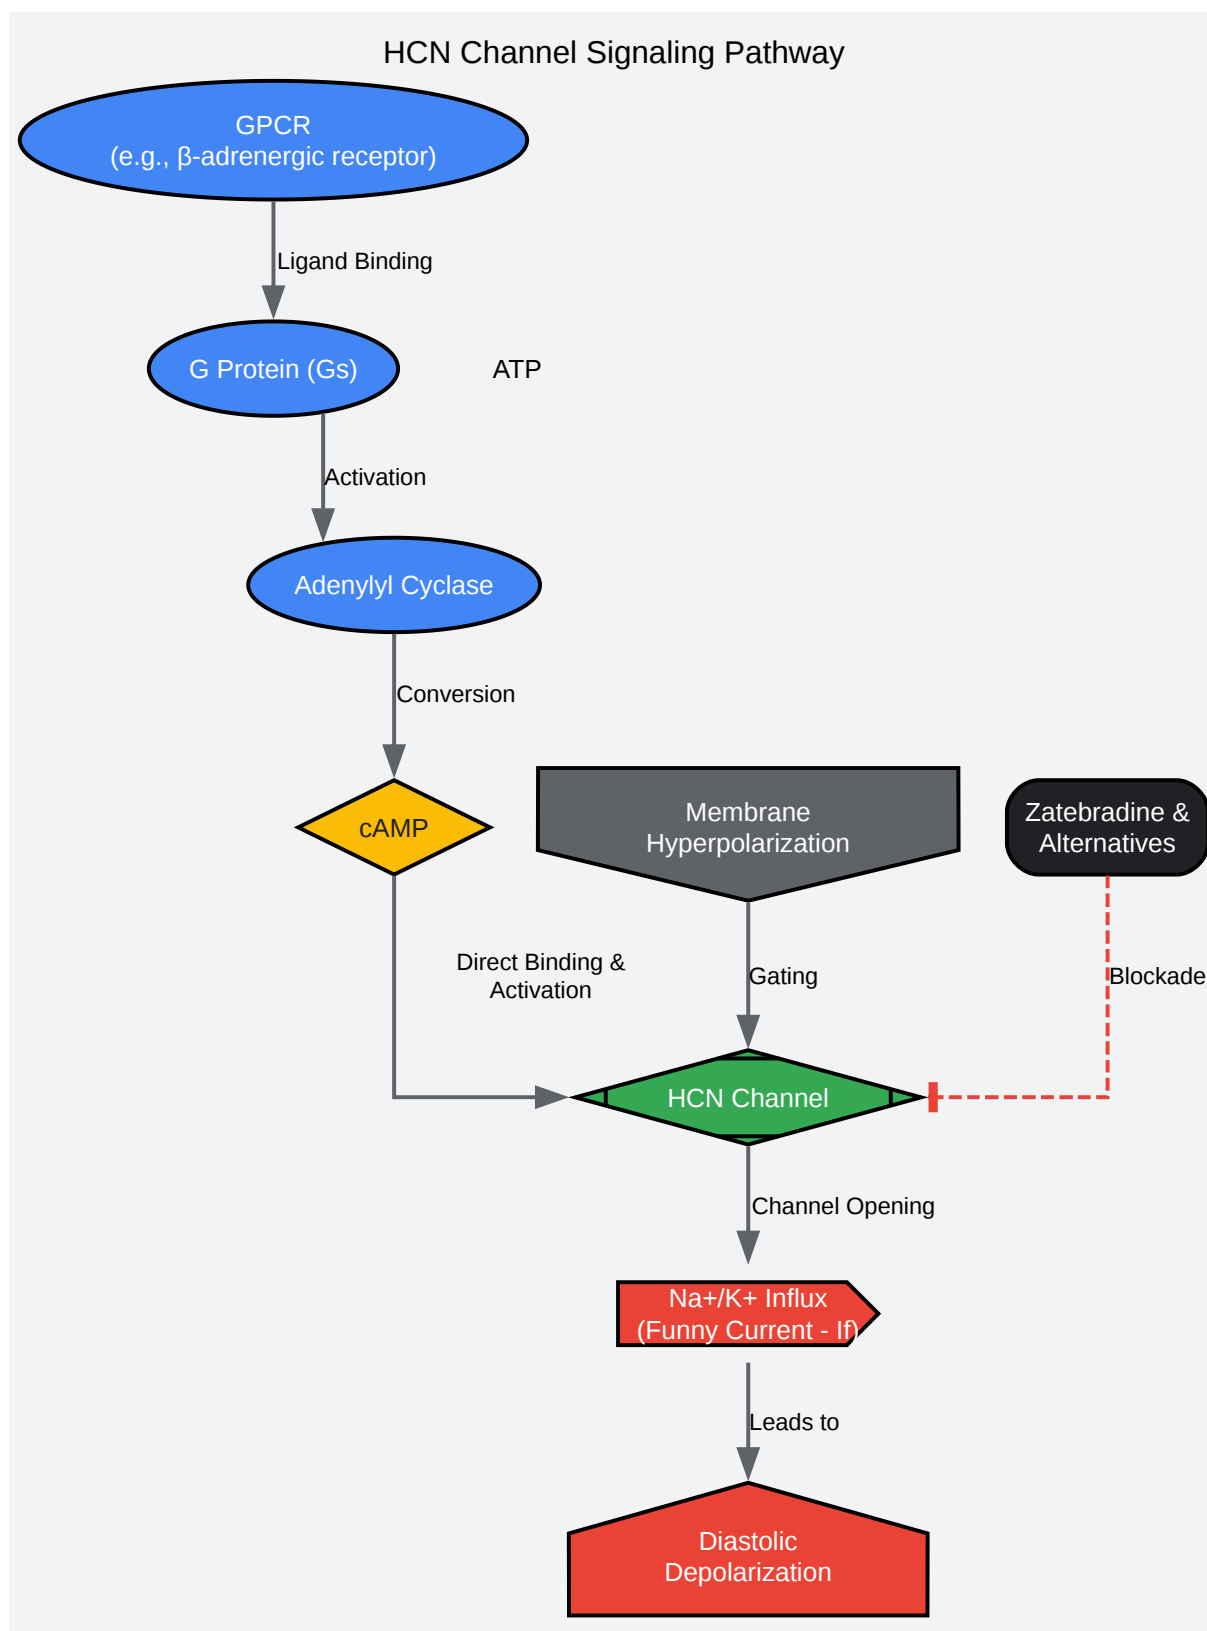 HCN Channel Signaling Pathway
GPCR
(e.g., β-adrenergic receptor)
Ligand Binding
G Protein (Gs)
ATP
Activation
Adenylyl Cyclase
Conversion
cAMP
Membrane
Hyperpolarization
Zatebradine &
Alternatives
Direct Binding &
Activation
Gating
Blockade
HCN Channel
Channel Opening
Na+/K+ Influx
(Funny Current - If)
Leads to
Diastolic
Depolarization